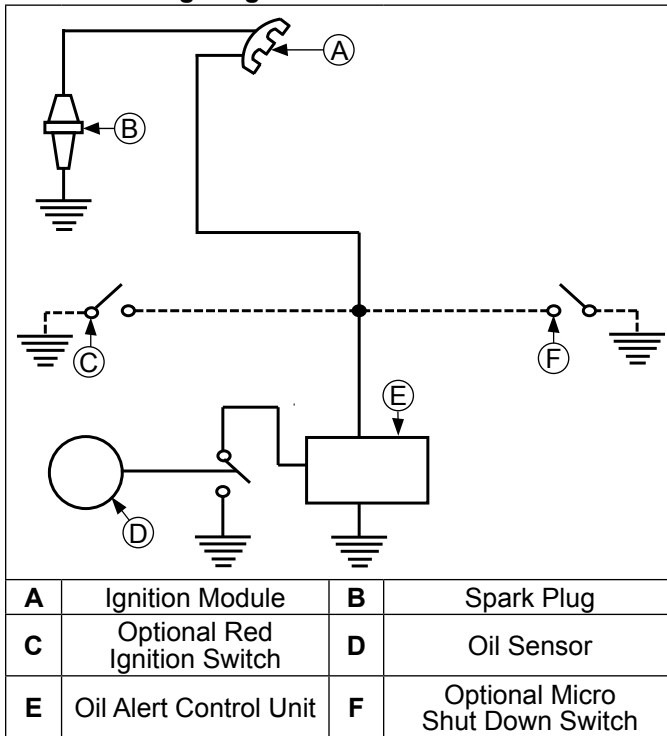 A
B
C
F
E
D
A Ignition Module B Spark Plug
C Optional Red
Ignition Switch D Oil Sensor
E Oil Alert Control Unit F Optional Micro
Shut Down Switch